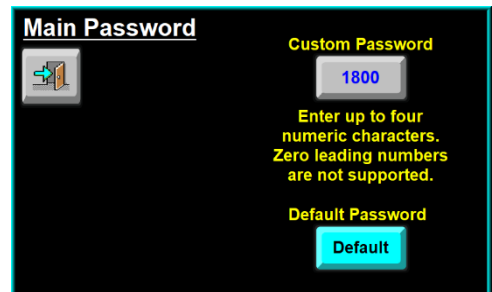 Main Password
Custom Password
1800
Enter up to four
numeric characters.
Zero leading numbers
are not supported.
Default Password
Default